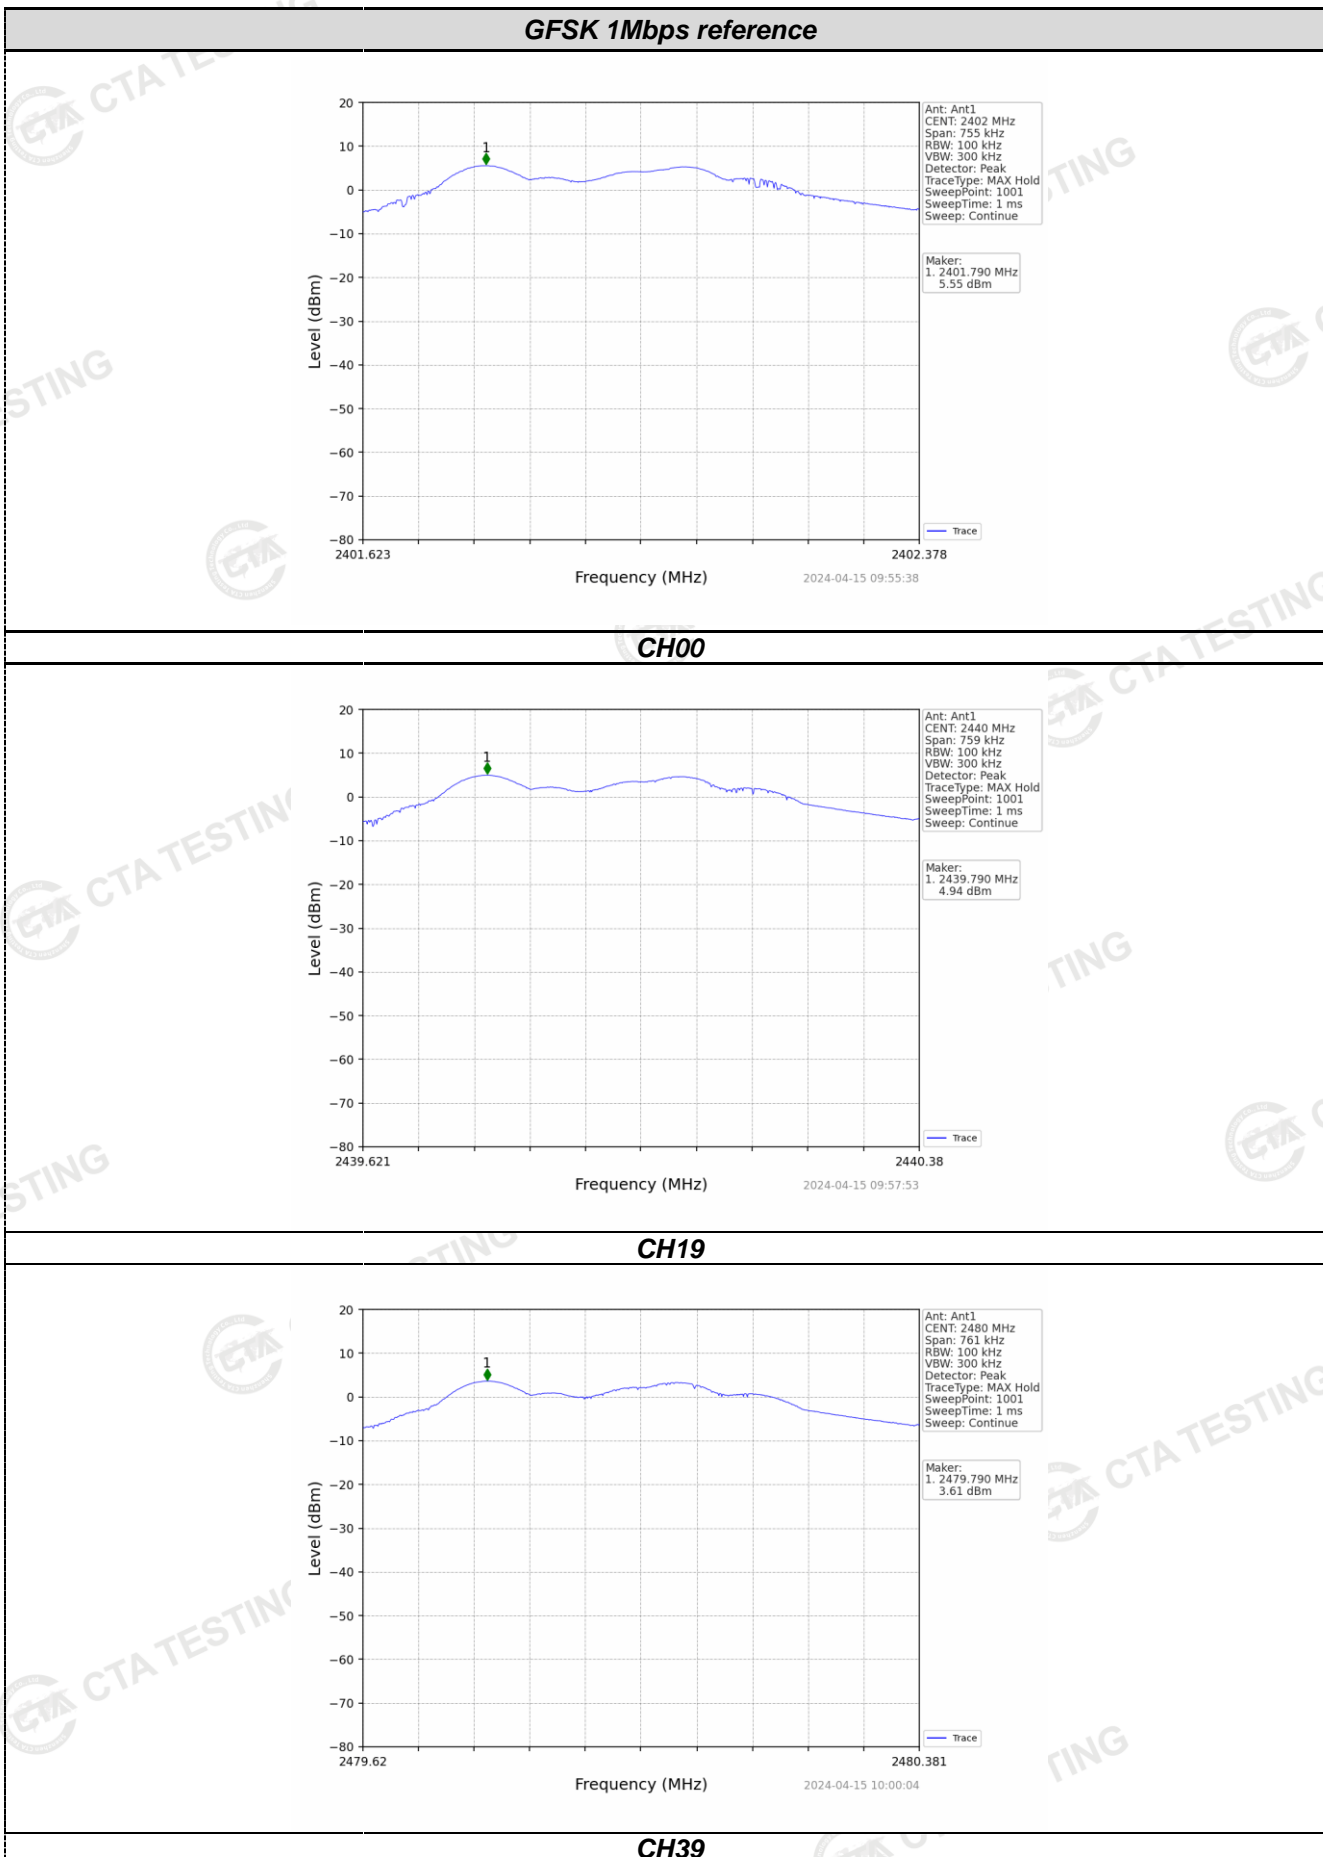 GFSK 1Mbps reference
CTA TESTING
20
10
0
−10
−20
−30
−40
−50
−60
−70
−80
Level (dBm)
1
2401.623
2402.378
Frequency (MHz)
2024-04-15 09:55:38
Ant: Ant1
CENT: 2402 MHz
Span: 755 kHz
RBW: 100 kHz
VBW: 300 kHz
Detector: Peak
TraceType: MAX Hold
SweepPoint: 1001
SweepTime: 1 ms
Sweep: Continue
Maker:
1. 2401.790 MHz
5.55 dBm
Trace
CH00
CTA TESTING
20
10
0
−10
−20
−30
−40
−50
−60
−70
−80
Level (dBm)
1
2439.621
2440.38
Frequency (MHz)
2024-04-15 09:57:53
Ant: Ant1
CENT: 2440 MHz
Span: 759 kHz
RBW: 100 kHz
VBW: 300 kHz
Detector: Peak
TraceType: MAX Hold
SweepPoint: 1001
SweepTime: 1 ms
Sweep: Continue
Maker:
1. 2439.790 MHz
4.94 dBm
Trace
CH19
CTA TESTING
20
10
0
−10
−20
−30
−40
−50
−60
−70
−80
Level (dBm)
1
2479.62
2480.381
Frequency (MHz)
2024-04-15 10:00:04
Ant: Ant1
CENT: 2480 MHz
Span: 761 kHz
RBW: 100 kHz
VBW: 300 kHz
Detector: Peak
TraceType: MAX Hold
SweepPoint: 1001
SweepTime: 1 ms
Sweep: Continue
Maker:
1. 2479.790 MHz
3.61 dBm
Trace
CH39